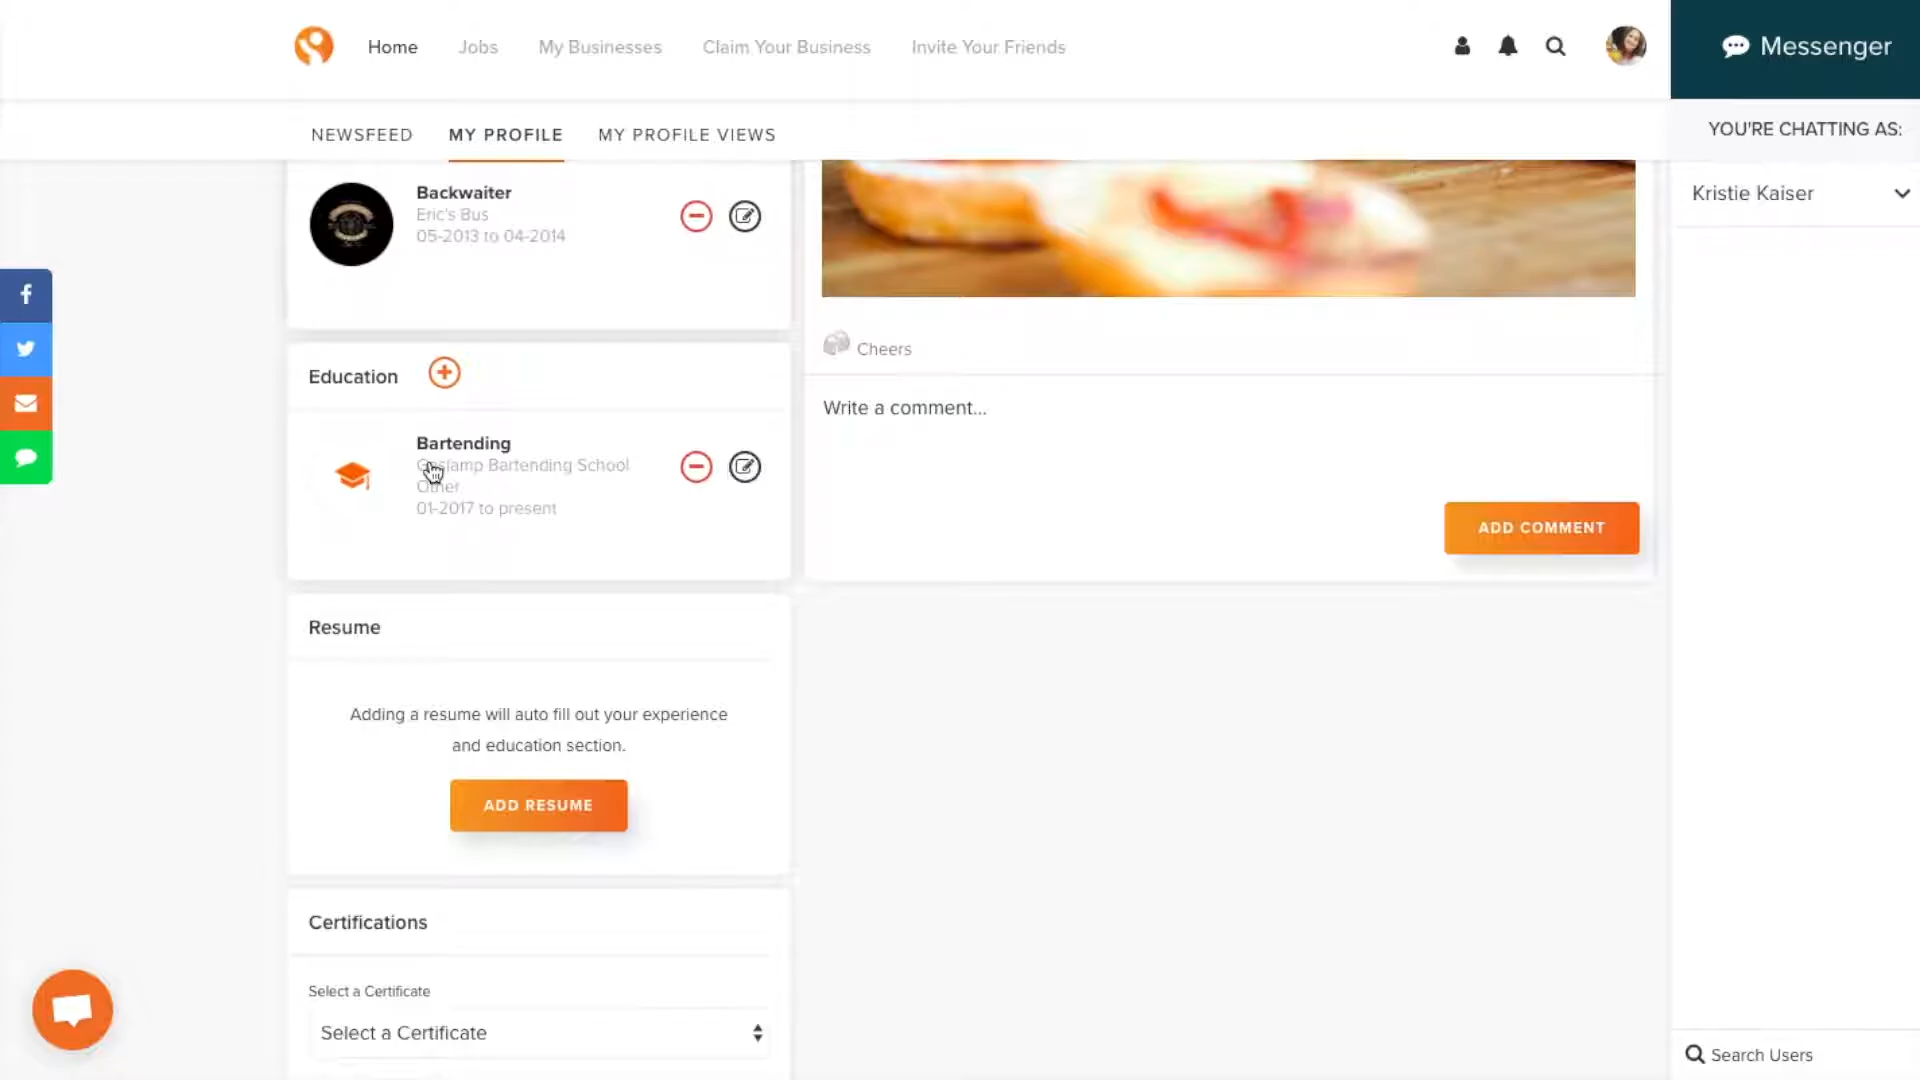 Home
Jobs
My Businesses
Claim Your Business
Invite Your Friends
Messenger
NEWSFEED
MY PROFILE
MY PROFILE VIEWS
YOU'RE CHATTING AS:
Kristie Kaiser
Backwaiter
Eric's Bus
05-2013 to 04-2014
Cheers
Write a comment...
ADD COMMENT
Education
Bartending
Gaslamp Bartending School
Other
01-2017 to present
Resume
Adding a resume will auto fill out your experience
and education section.
ADD RESUME
Certifications
Select a Certificate
Select a Certificate
Search Users